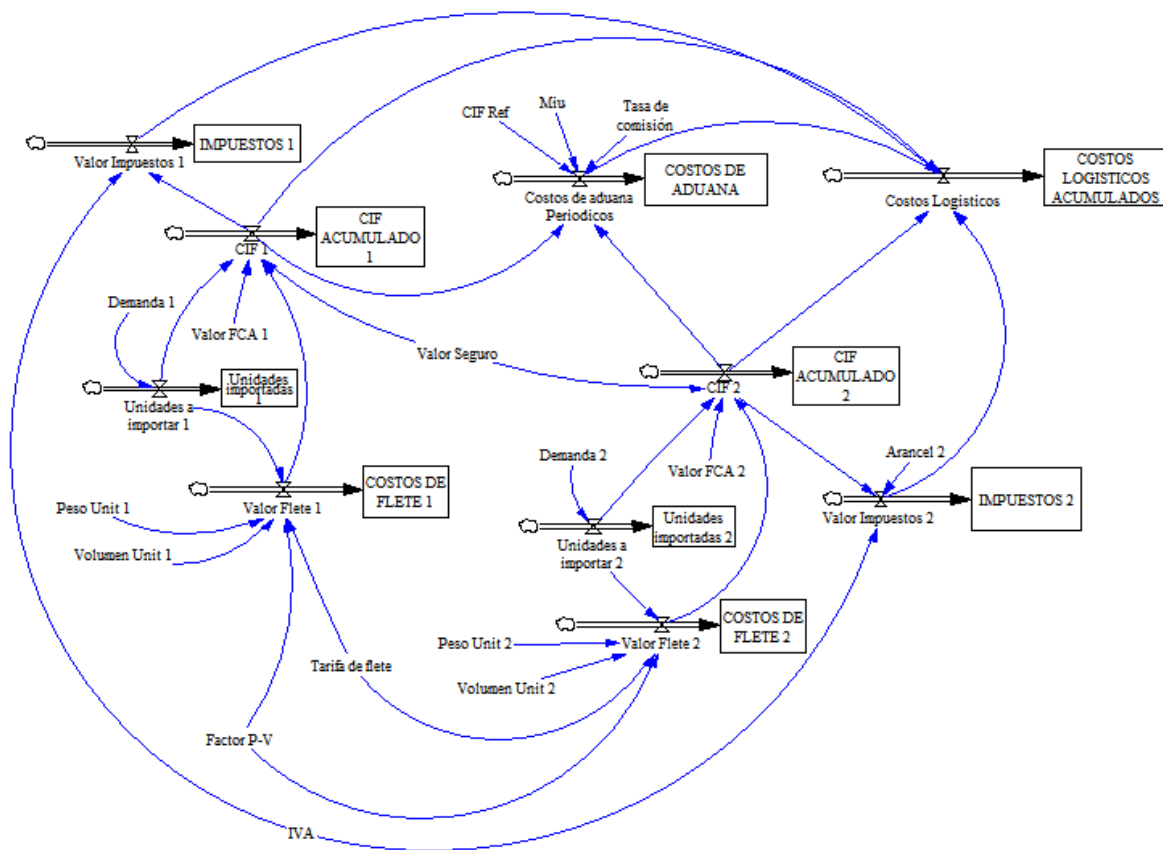 Miu
CIF Ref
Tasa de
comisión
IMPUESTOS 1
Valor Impuestos 1
COSTOS DE
ADUANA
COSTOS
LOGISTICOS
ACUMULADOS
Costos de aduana
Periodicos
Costos Logisticos
CIF
ACUMULADO
1
CIF 1
Demanda 1
Valor FCA 1
Valor Seguro
CIF
ACUMULADO
2
CIF 2
Unidades
importadas
1
Unidades a
importar 1
Demanda 2
Valor FCA 2
Arancel 2
COSTOS DE
FLETE 1
Valor Flete 1
Peso Unit 1
Volumen Unit 1
IMPUESTOS 2
Valor Impuestos 2
Unidades
importadas 2
Unidades a
importar 2
COSTOS DE
FLETE 2
Peso Unit 2
Valor Flete 2
Tarifa de flete
Volumen Unit 2
Factor P-V
IVA